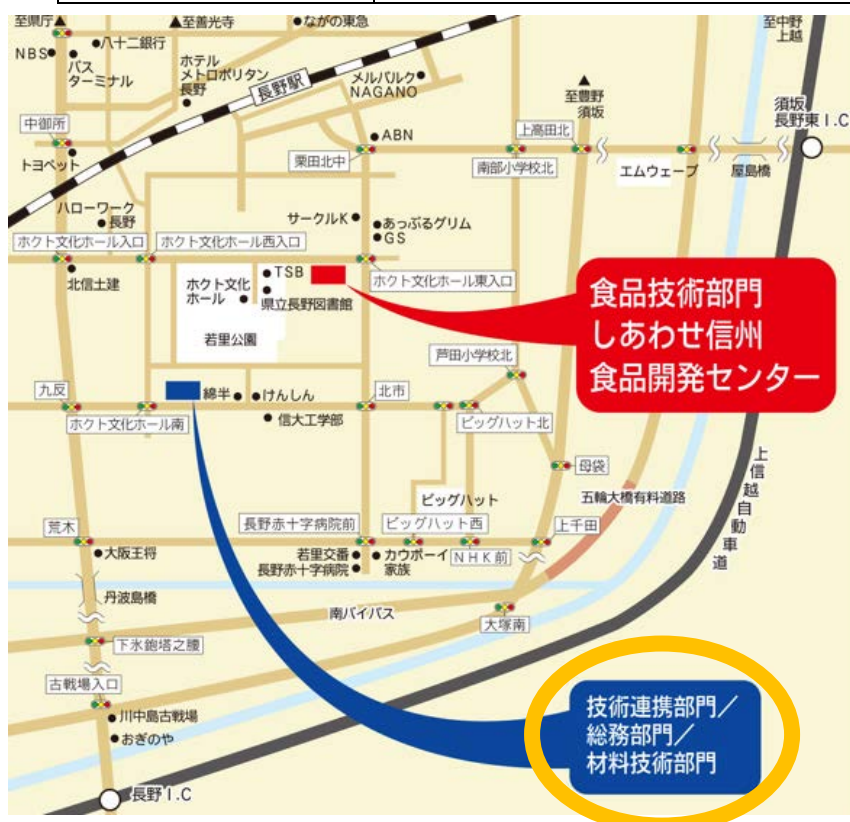 至県庁▲
▲至善光寺
●ながの東急
至中野
上越
NBS●
●八十二銀行
バス
ターミナル
ホテル
メトロポリタン
長野
長野駅
メルパルク●
NAGANO
▲
至豊野
須坂
須坂
長野東I.C
中御所
トヨペット
●ABN
上高田北
栗田北中
南部小学校北
エムウェーブ
屋島橋
ハローワーク
●長野
サークルK●
●あっぷるグリム
●GS
ホクト文化ホール入口
ホクト文化ホール西入口
ホクト文化ホール東入口
北信土建
ホクト文化
ホール●
●TSB
県立長野図書館
若里公園
食品技術部門
しあわせ信州
食品開発センター
芦田小学校北
九反
綿半●
●けんしん
北市
ホクト文化ホール南
●信大工学部
ビッグハット北
母袋
上信越自動車道
五輪大橋有料道路
ビッグハット
荒木
長野赤十字病院前
ビッグハット西
上千田
●大阪王将
若里交番●
長野赤十字病院●
●カウボーイ
家族
NHK前
丹波島橋
南バイパス
大塚南
下氷鉋塔之腰
古戦場入口
●川中島古戦場
●おぎのや
長野I.C
技術連携部門／
総務部門／
材料技術部門